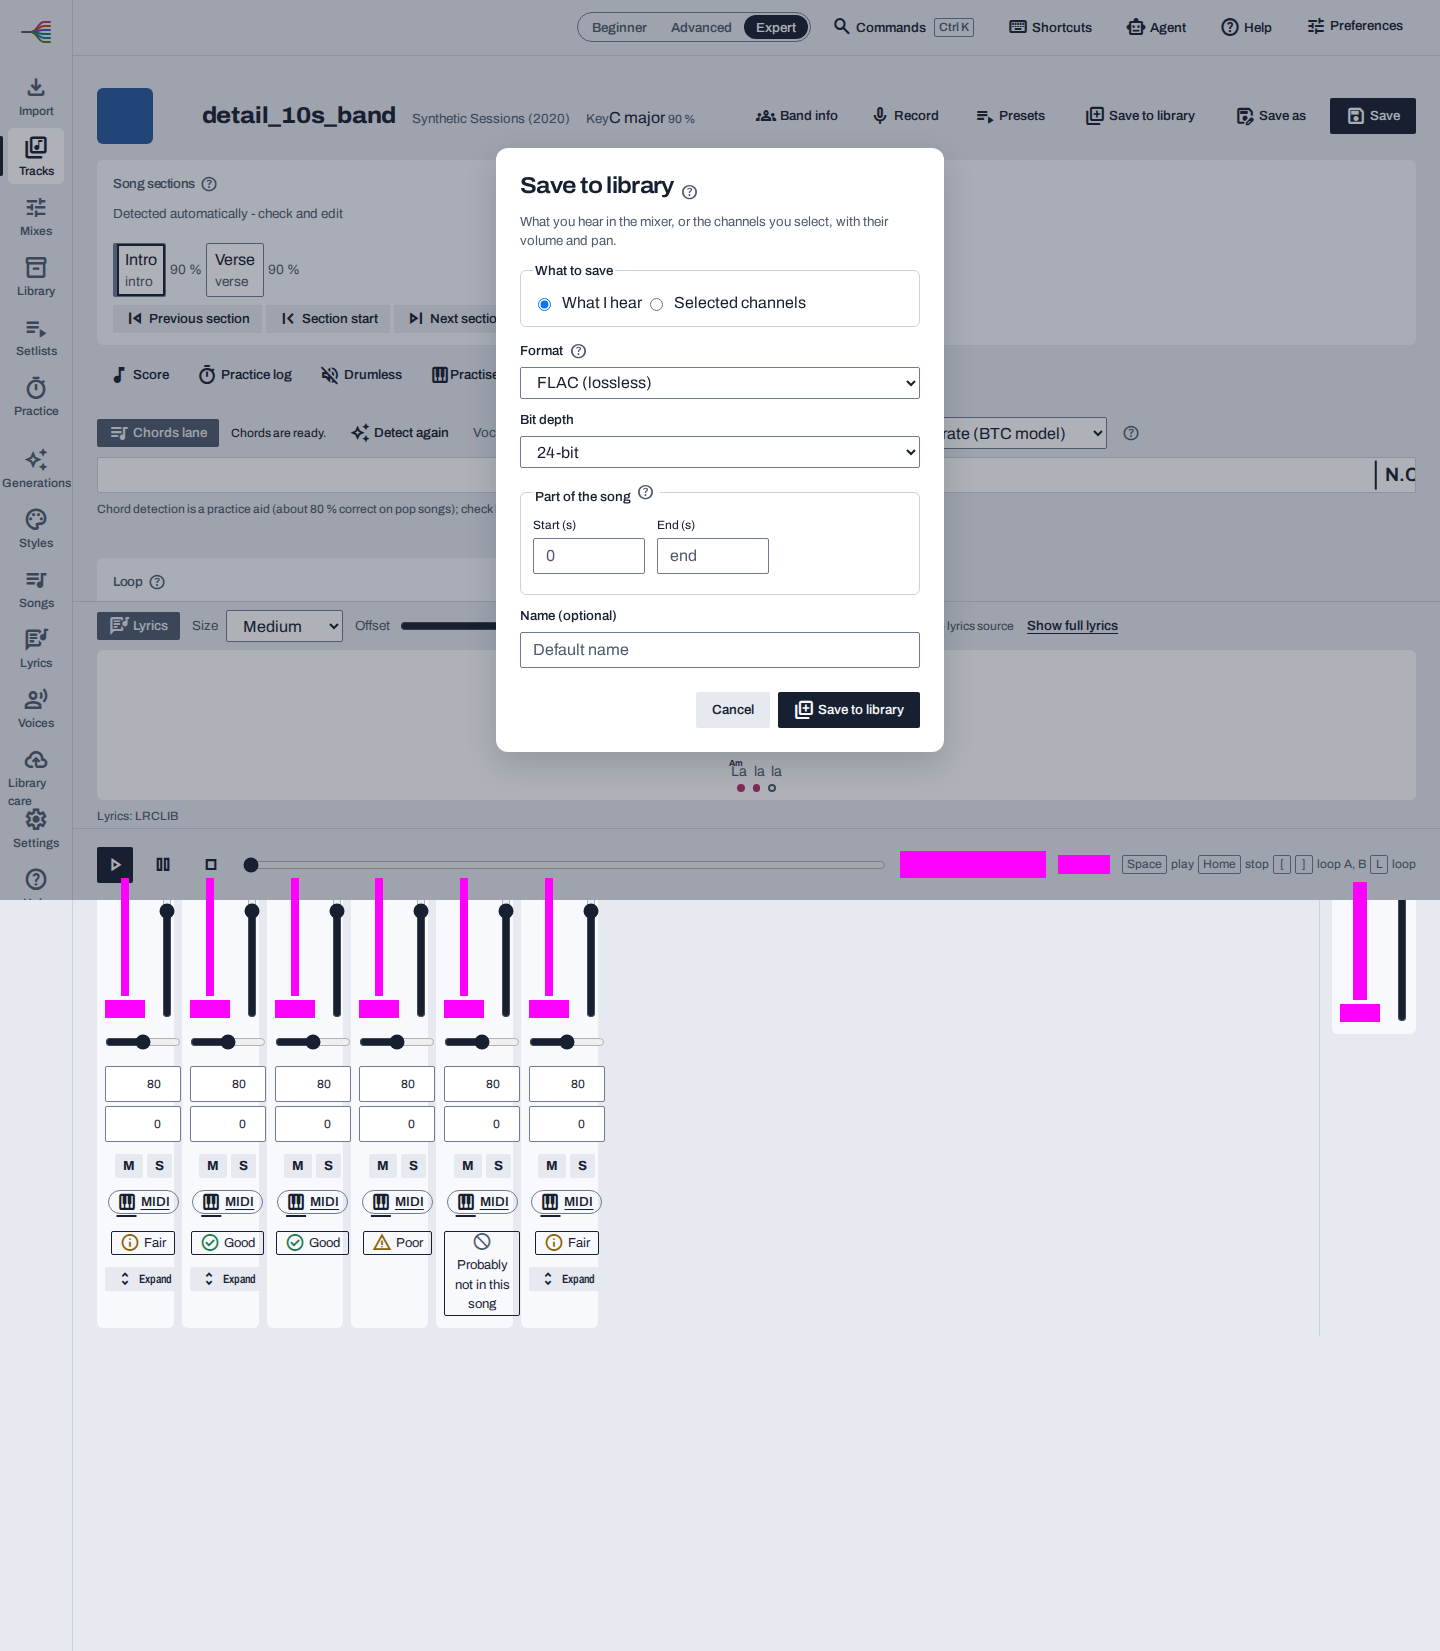 Beginner Advanced Expert Commands Ctrl K Shortcuts Agent Help Preferences
Import
Tracks
Mixes
Library
Setlists
Practice
Generations
Styles
Songs
Lyrics
Voices
Library care
Settings
detail_10s_band Synthetic Sessions (2020) Key C major 90 % Band info Record Presets Save to library Save as Save
Song sections
Detected automatically - check and edit
Intro
intro
90 %
Verse
verse
90 %
Previous section Section start Next sectio
Score Practice log Drumless Practise
Chords lane Chords are ready. Detect again Voc
rate (BTC model)
N.C
Chord detection is a practice aid (about 80 % correct on pop songs); check
Loop
Save to library
What you hear in the mixer, or the channels you select, with their
volume and pan.
What to save
What I hear Selected channels
Format
FLAC (lossless)
Bit depth
24-bit
Part of the song
Start (s) End (s)
0 end
Name (optional)
Default name
Cancel Save to library
Lyrics Size Medium Offset
lyrics source Show full lyrics
Am
La la la
Lyrics: LRCLIB
Space play Home stop [ ] loop A, B L loop
80 80 80 80 80 80
0 0 0 0 0 0
M S M S M S M S M S M S
MIDI MIDI MIDI MIDI MIDI MIDI
Fair Good Good Poor Probably not in this song Fair
Expand Expand Expand